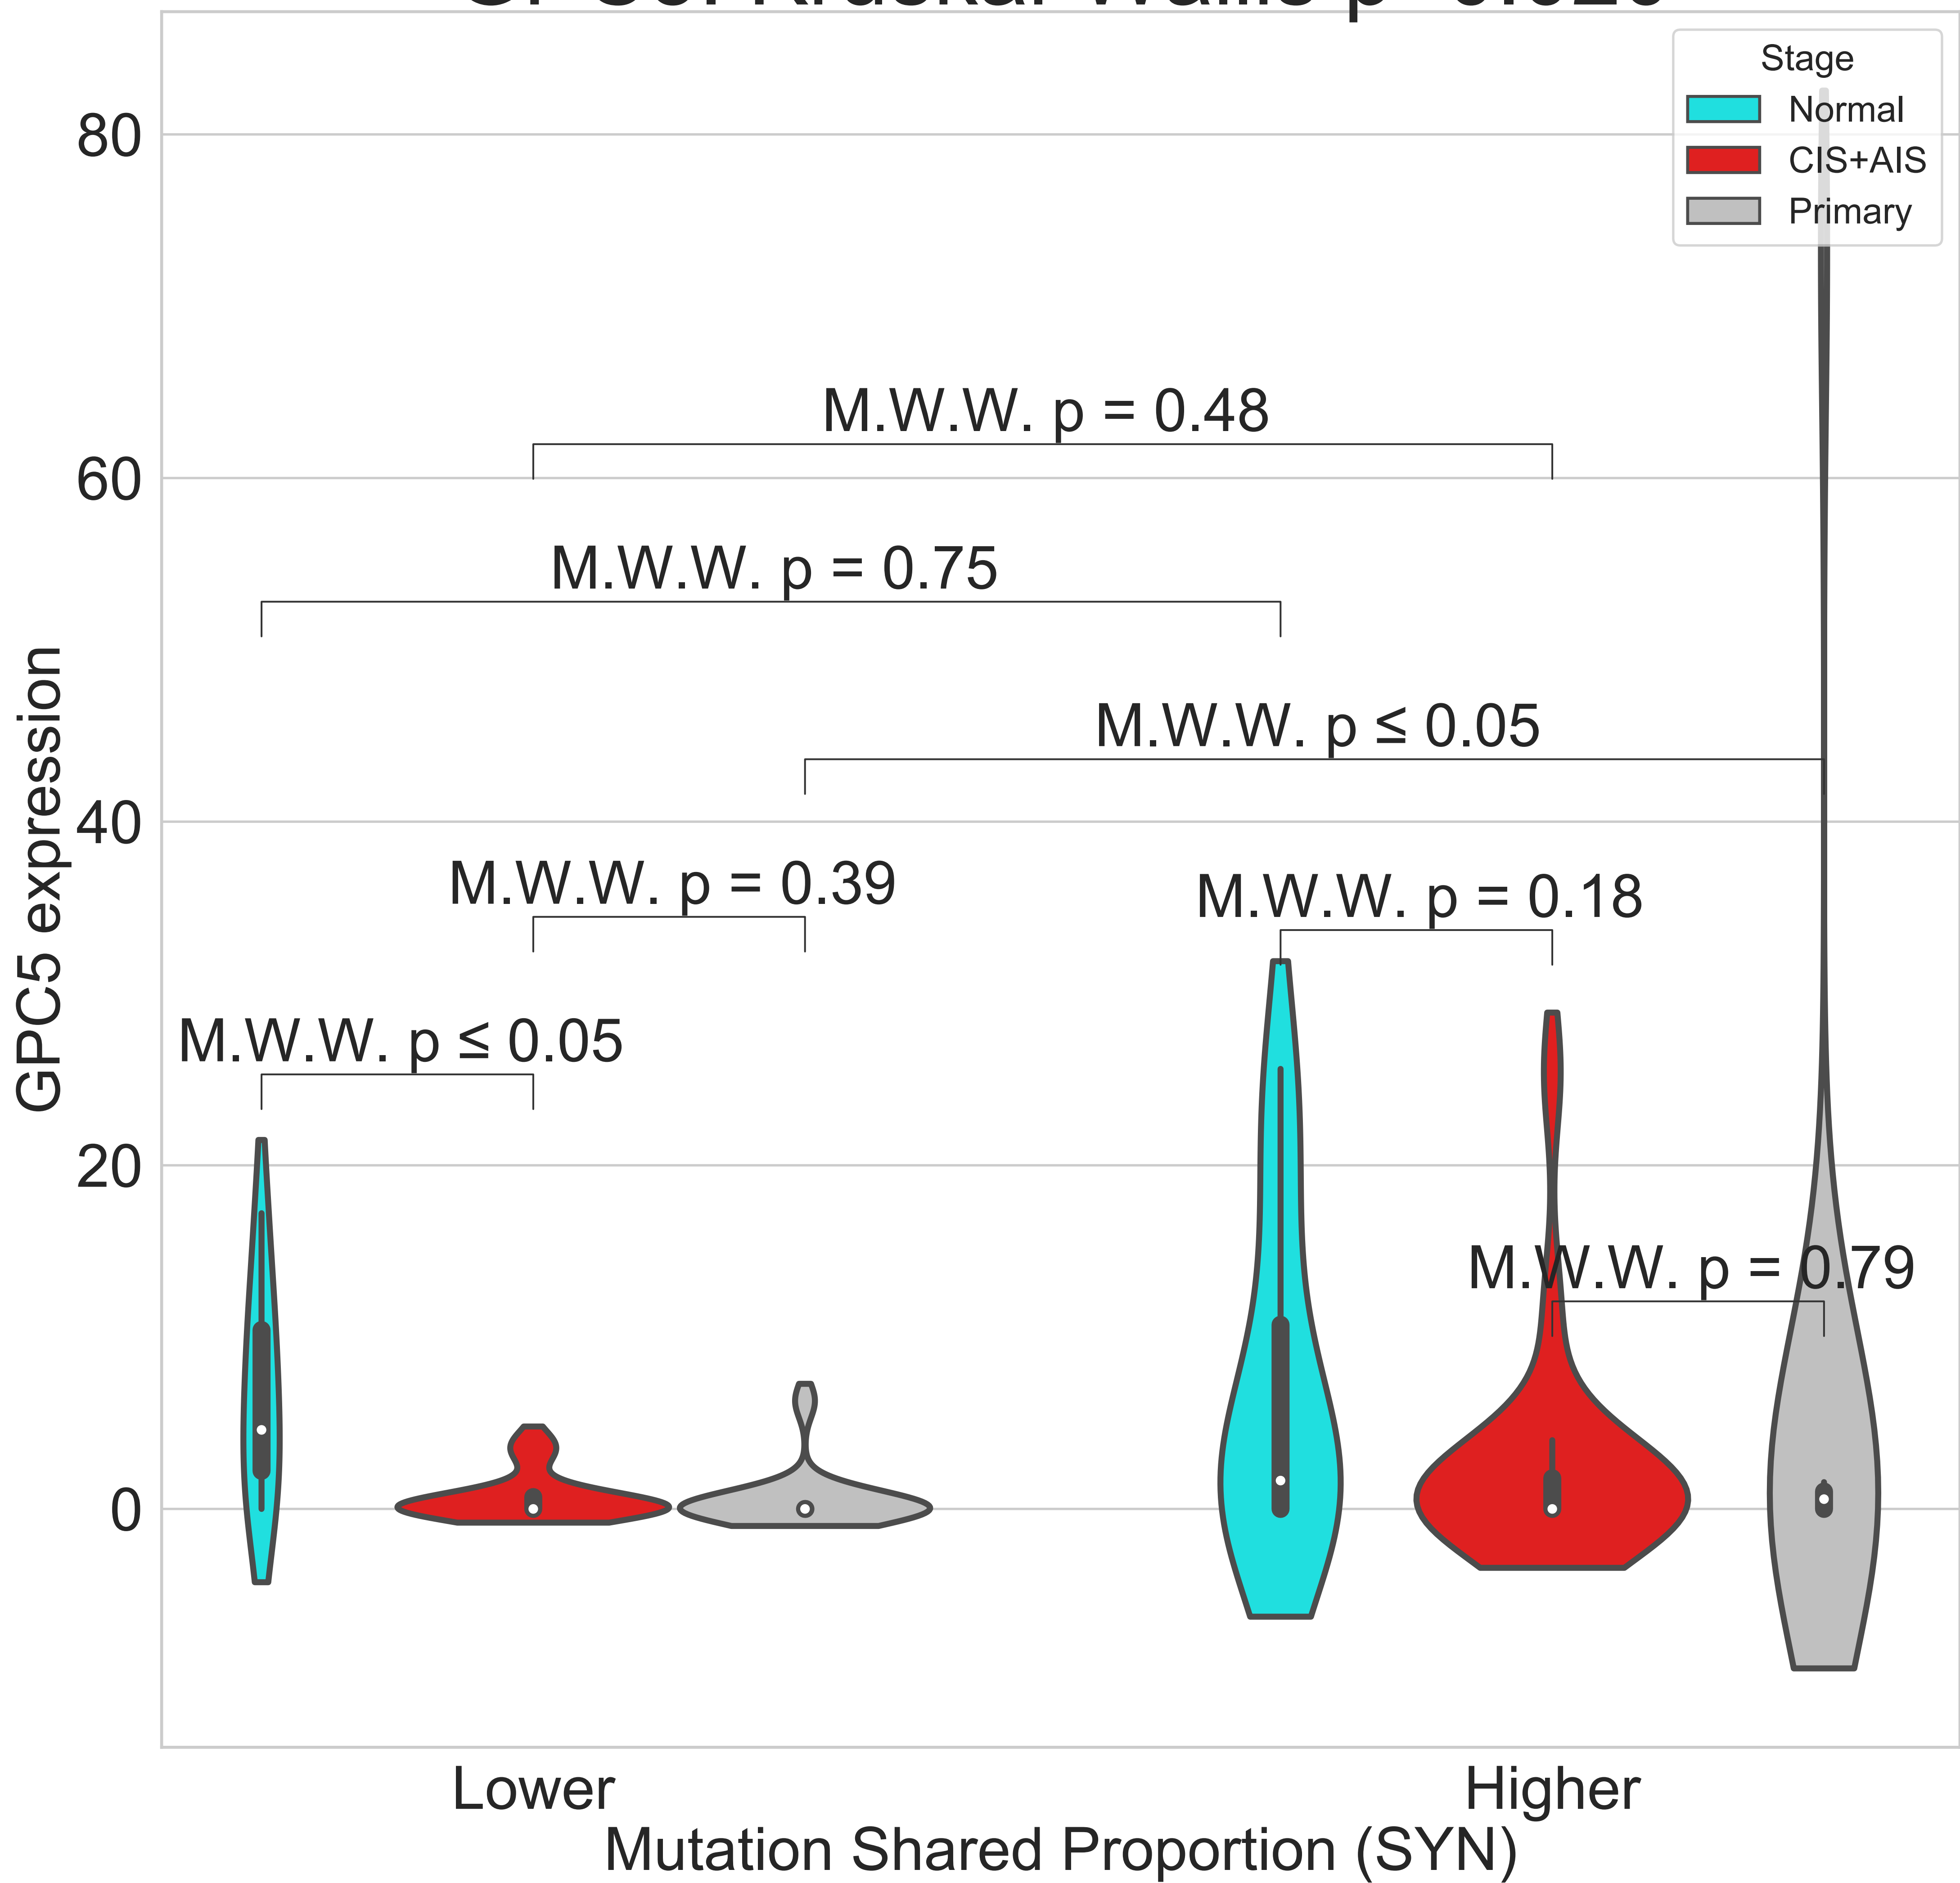 Stage
Normal
CIS+AIS
Primary
80
60
40
20
0
GPC5 expression
M.W.W. p = 0.48
M.W.W. p = 0.75
M.W.W. p ≤ 0.05
M.W.W. p = 0.39
M.W.W. p = 0.18
M.W.W. p ≤ 0.05
M.W.W. p = 0.79
Lower
Higher
Mutation Shared Proportion (SYN)